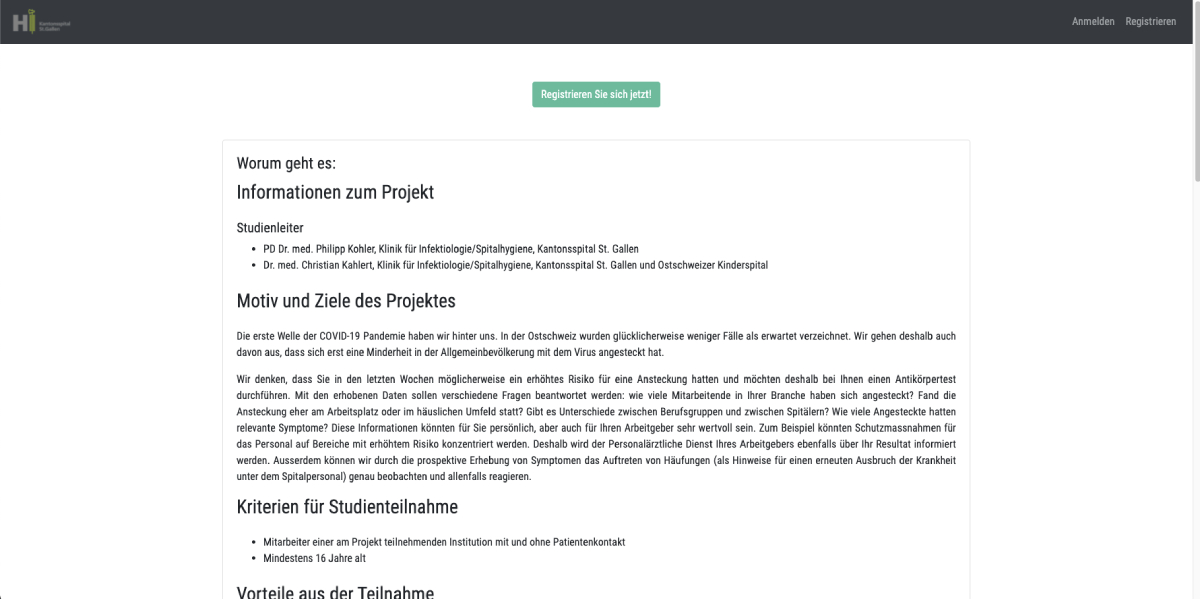 Hi Kantonsspital
St.Gallen
Anmelden Registrieren
Registrieren Sie sich jetzt!
Worum geht es:
Informationen zum Projekt
Studienleiter
• PD Dr. med. Philipp Kohler, Klinik für Infektiologie/Spitalhygiene, Kantonsspital St. Gallen
• Dr. med. Christian Kahlert, Klinik für Infektiologie/Spitalhygiene, Kantonsspital St. Gallen und Ostschweizer Kinderspital
Motiv und Ziele des Projektes
Die erste Welle der COVID-19 Pandemie haben wir hinter uns. In der Ostschweiz wurden glücklicherweise weniger Fälle als erwartet verzeichnet. Wir gehen deshalb auch
davon aus, dass sich erst eine Minderheit in der Allgemeinbevölkerung mit dem Virus angesteckt hat.
Wir denken, dass Sie in den letzten Wochen möglicherweise ein erhöhtes Risiko für eine Ansteckung hatten und möchten deshalb bei Ihnen einen Antikörpertest
durchführen. Mit den erhobenen Daten sollen verschiedene Fragen beantwortet werden: wie viele Mitarbeitende in Ihrer Branche haben sich angesteckt? Fand die
Ansteckung eher am Arbeitsplatz oder im häuslichen Umfeld statt? Gibt es Unterschiede zwischen Berufsgruppen und zwischen Spitälern? Wie viele Angesteckte hatten
relevante Symptome? Diese Informationen könnten für Sie persönlich, aber auch für Ihren Arbeitgeber sehr wertvoll sein. Zum Beispiel könnten Schutzmassnahmen für
das Personal auf Bereiche mit erhöhtem Risiko konzentriert werden. Deshalb wird der Personalärztliche Dienst Ihres Arbeitgebers ebenfalls über Ihr Resultat informiert
werden. Ausserdem können wir durch die prospektive Erhebung von Symptomen das Auftreten von Häufungen (als Hinweise für einen erneuten Ausbruch der Krankheit
unter dem Spitalpersonal) genau beobachten und allenfalls reagieren.
Kriterien für Studienteilnahme
• Mitarbeiter einer am Projekt teilnehmenden Institution mit und ohne Patientenkontakt
• Mindestens 16 Jahre alt
Vorteile aus der Teilnahme